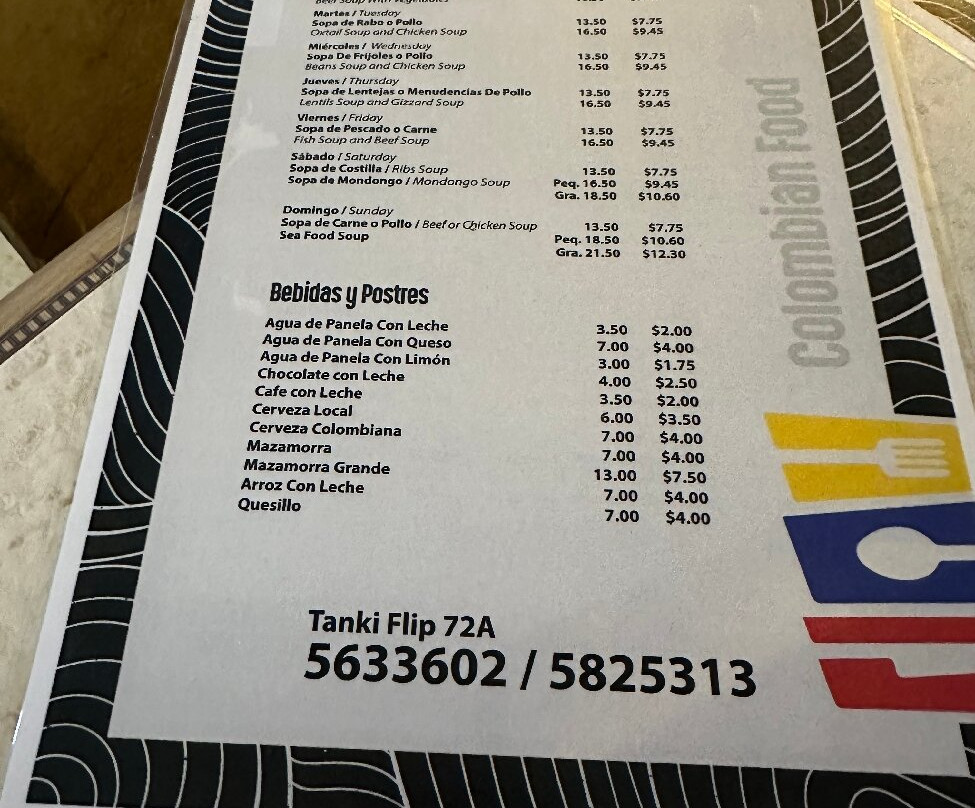 Beef Soup With Vegetables
Martes / Tuesday
Sopa de Rabo o Pollo 13.50 $7.75
Oxtail Soup and Chicken Soup 16.50 $9.45
Miércoles / Wednesday
Sopa De Frijoles o Pollo 13.50 $7.75
Beans Soup and Chicken Soup 16.50 $9.45
Jueves / Thursday
Sopa de Lentejas o Menudencias De Pollo 13.50 $7.75
Lentils Soup and Gizzard Soup 16.50 $9.45
Viernes / Friday
Sopa de Pescado o Carne 13.50 $7.75
Fish Soup and Beef Soup 16.50 $9.45
Sábado / Saturday
Sopa de Costilla / Ribs Soup 13.50 $7.75
Sopa de Mondongo / Mondongo Soup Peq. 16.50 $9.45
Gra. 18.50 $10.60
Domingo / Sunday
Sopa de Carne o Pollo / Beef or Chicken Soup 13.50 $7.75
Sea Food Soup Peq. 18.50 $10.60
Gra. 21.50 $12.30
Bebidas y Postres
Agua de Panela Con Leche 3.50 $2.00
Agua de Panela Con Queso 7.00 $4.00
Agua de Panela Con Limón 3.00 $1.75
Chocolate con Leche 4.00 $2.50
Cafe con Leche 3.50 $2.00
Cerveza Local 6.00 $3.50
Cerveza Colombiana 7.00 $4.00
Mazamorra 7.00 $4.00
Mazamorra Grande 13.00 $7.50
Arroz Con Leche 7.00 $4.00
Quesillo 7.00 $4.00
Tanki Flip 72A
5633602 / 5825313
Colombian Food